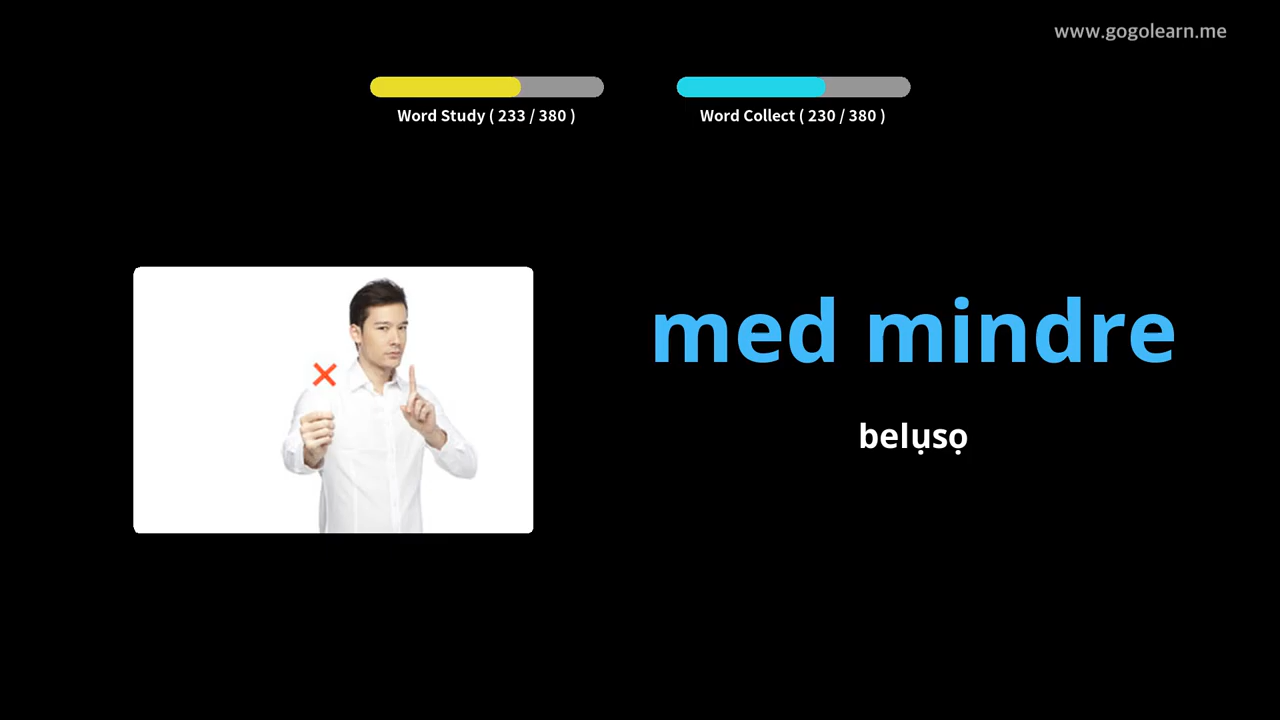 www.gogolearn.me
Word Study ( 233 / 380 )
Word Collect ( 230 / 380 )
med mindre
belụsọ